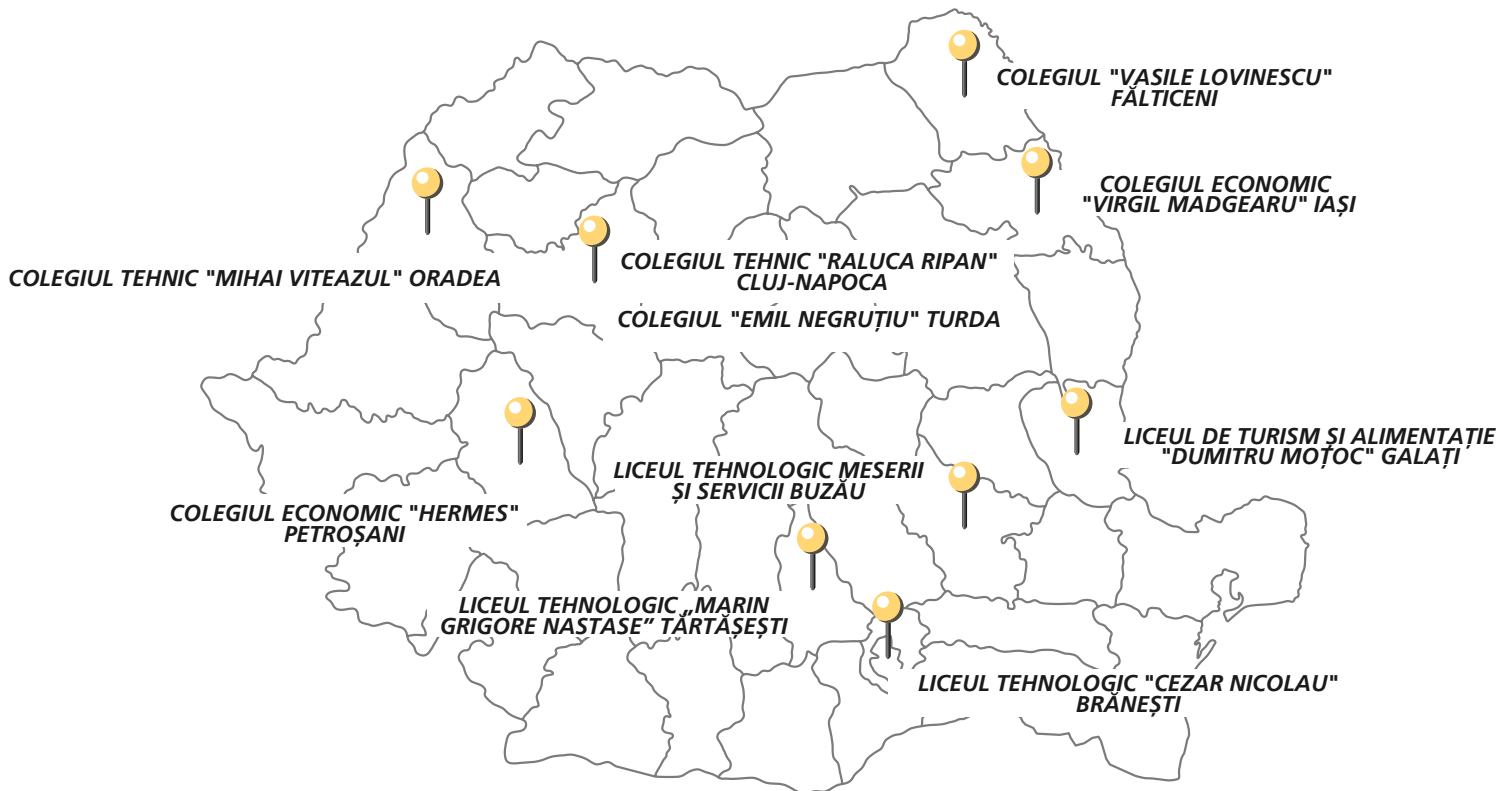 COLEGIUL "VASILE LOVINESCU"
FĂLTICENI
COLEGIUL ECONOMIC
"VIRGIL MADGEARU" IAȘI
COLEGIUL TEHNIC "MIHAI VITEAZUL" ORADEA
COLEGIUL TEHNIC "RALUCA RIPAN"
CLUJ-NAPOCA
COLEGIUL "EMIL NEGRUȚIU" TURDA
LICEUL DE TURISM ȘI ALIMENTAȚIE
"DUMITRU MOȚOC" GALAȚI
LICEUL TEHNOLOGIC MESERII
ȘI SERVICII BUZĂU
COLEGIUL ECONOMIC "HERMES"
PETROȘANI
LICEUL TEHNOLOGIC „MARIN
GRIGORE NASTASE” TĂRTĂȘEȘTI
LICEUL TEHNOLOGIC "CEZAR NICOLAU"
BRĂNEȘTI